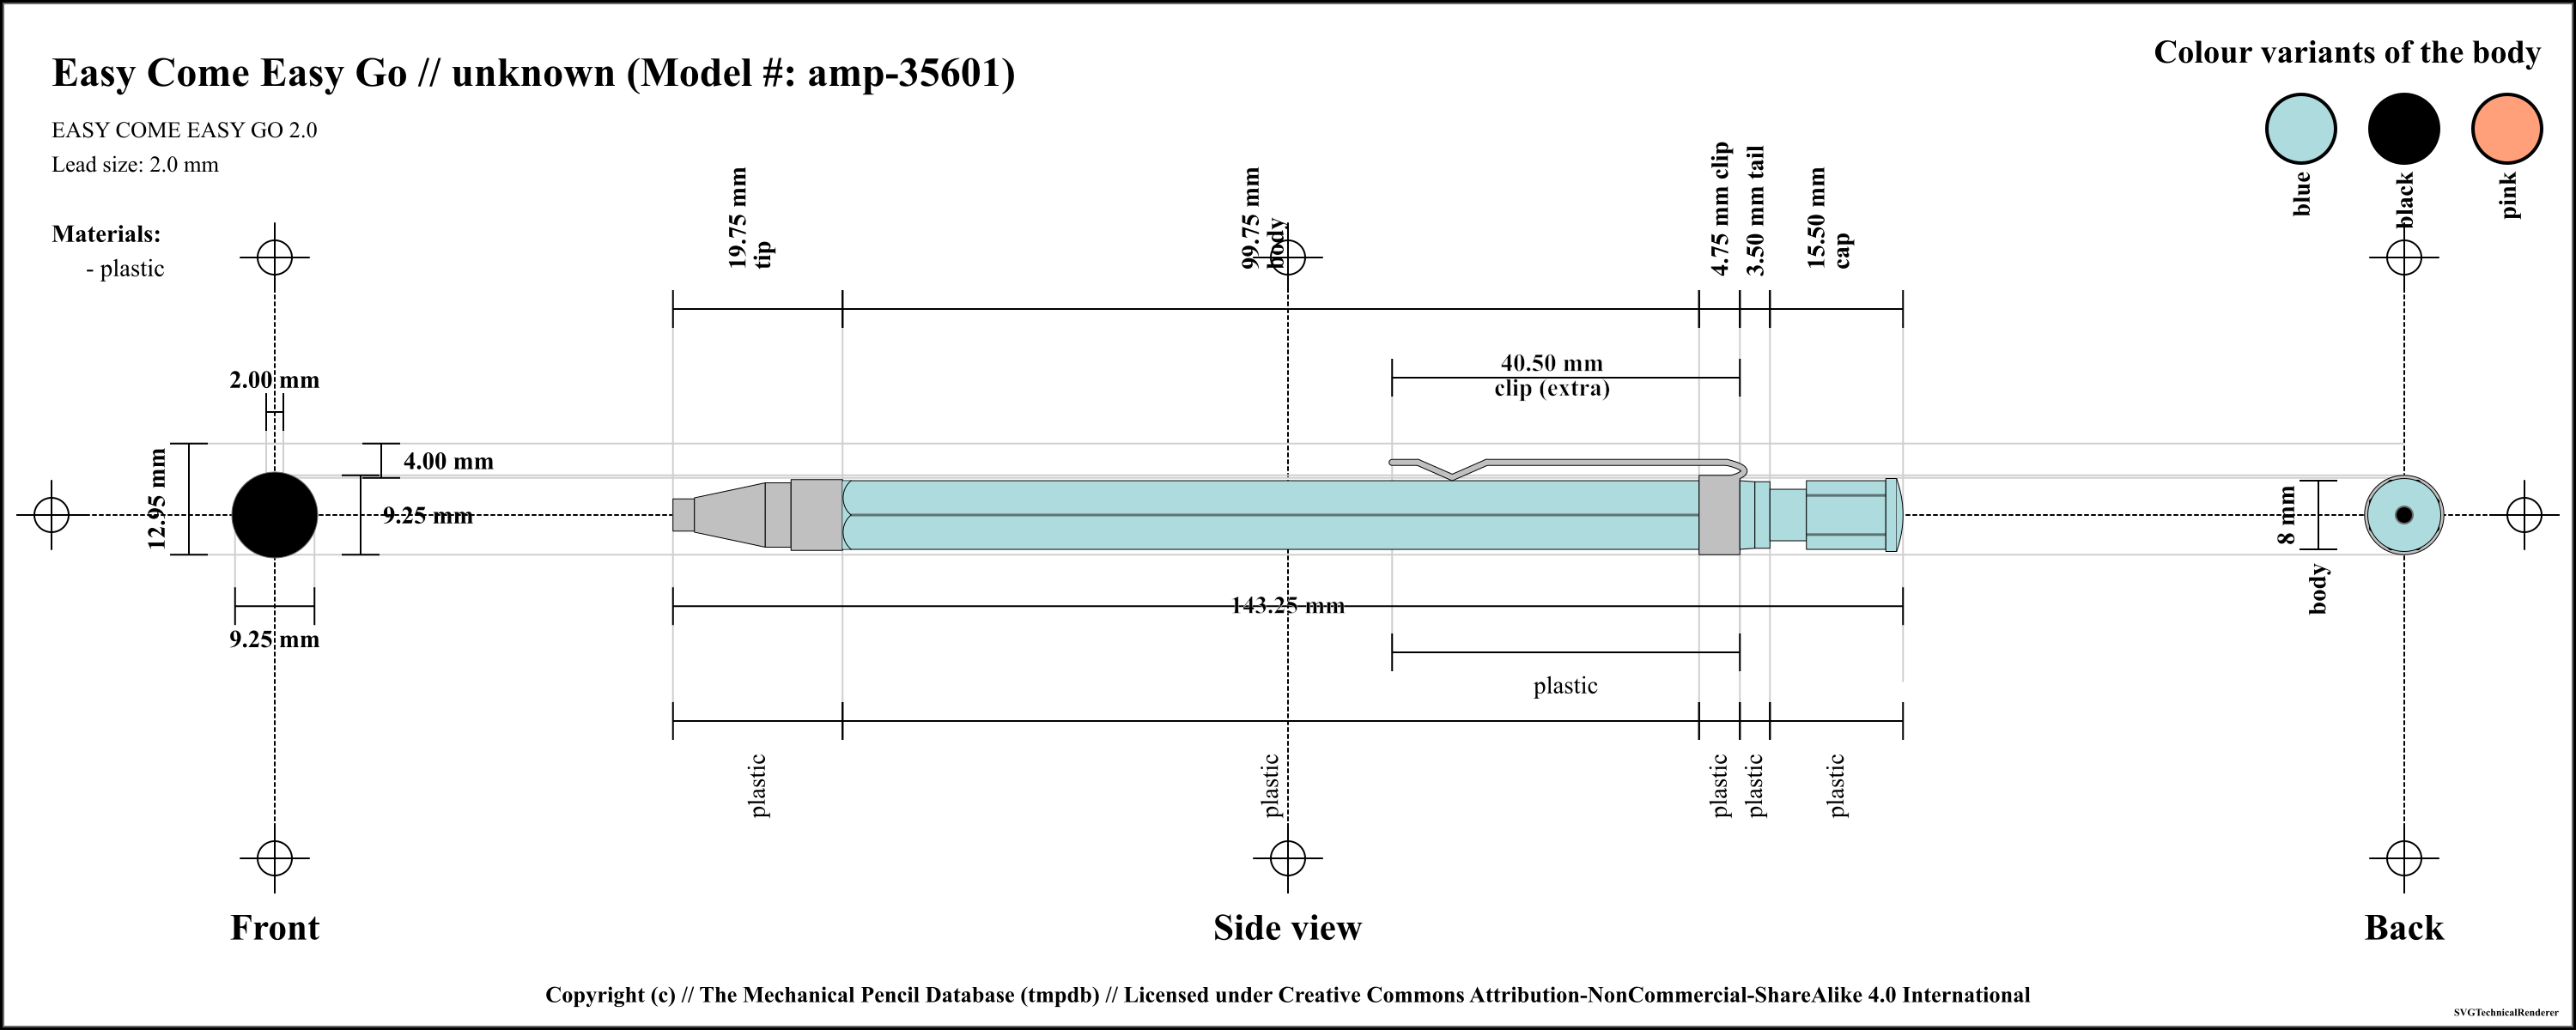 Easy Come Easy Go // unknown (Model #: amp-35601)
EASY COME EASY GO 2.0
Lead size: 2.0 mm
Materials:
- plastic
Colour variants of the body
blue
black
pink
19.75 mm
tip
99.75 mm
body
4.75 mm clip
3.50 mm tail
15.50 mm
cap
40.50 mm
clip (extra)
2.00 mm
4.00 mm
12.95 mm
9.25 mm
9.25 mm
8 mm
body
143.25 mm
plastic
plastic
plastic
plastic
plastic
plastic
Front
Side view
Back
Copyright (c) // The Mechanical Pencil Database (tmpdb) // Licensed under Creative Commons Attribution-NonCommercial-ShareAlike 4.0 International
SVGTechnicalRenderer